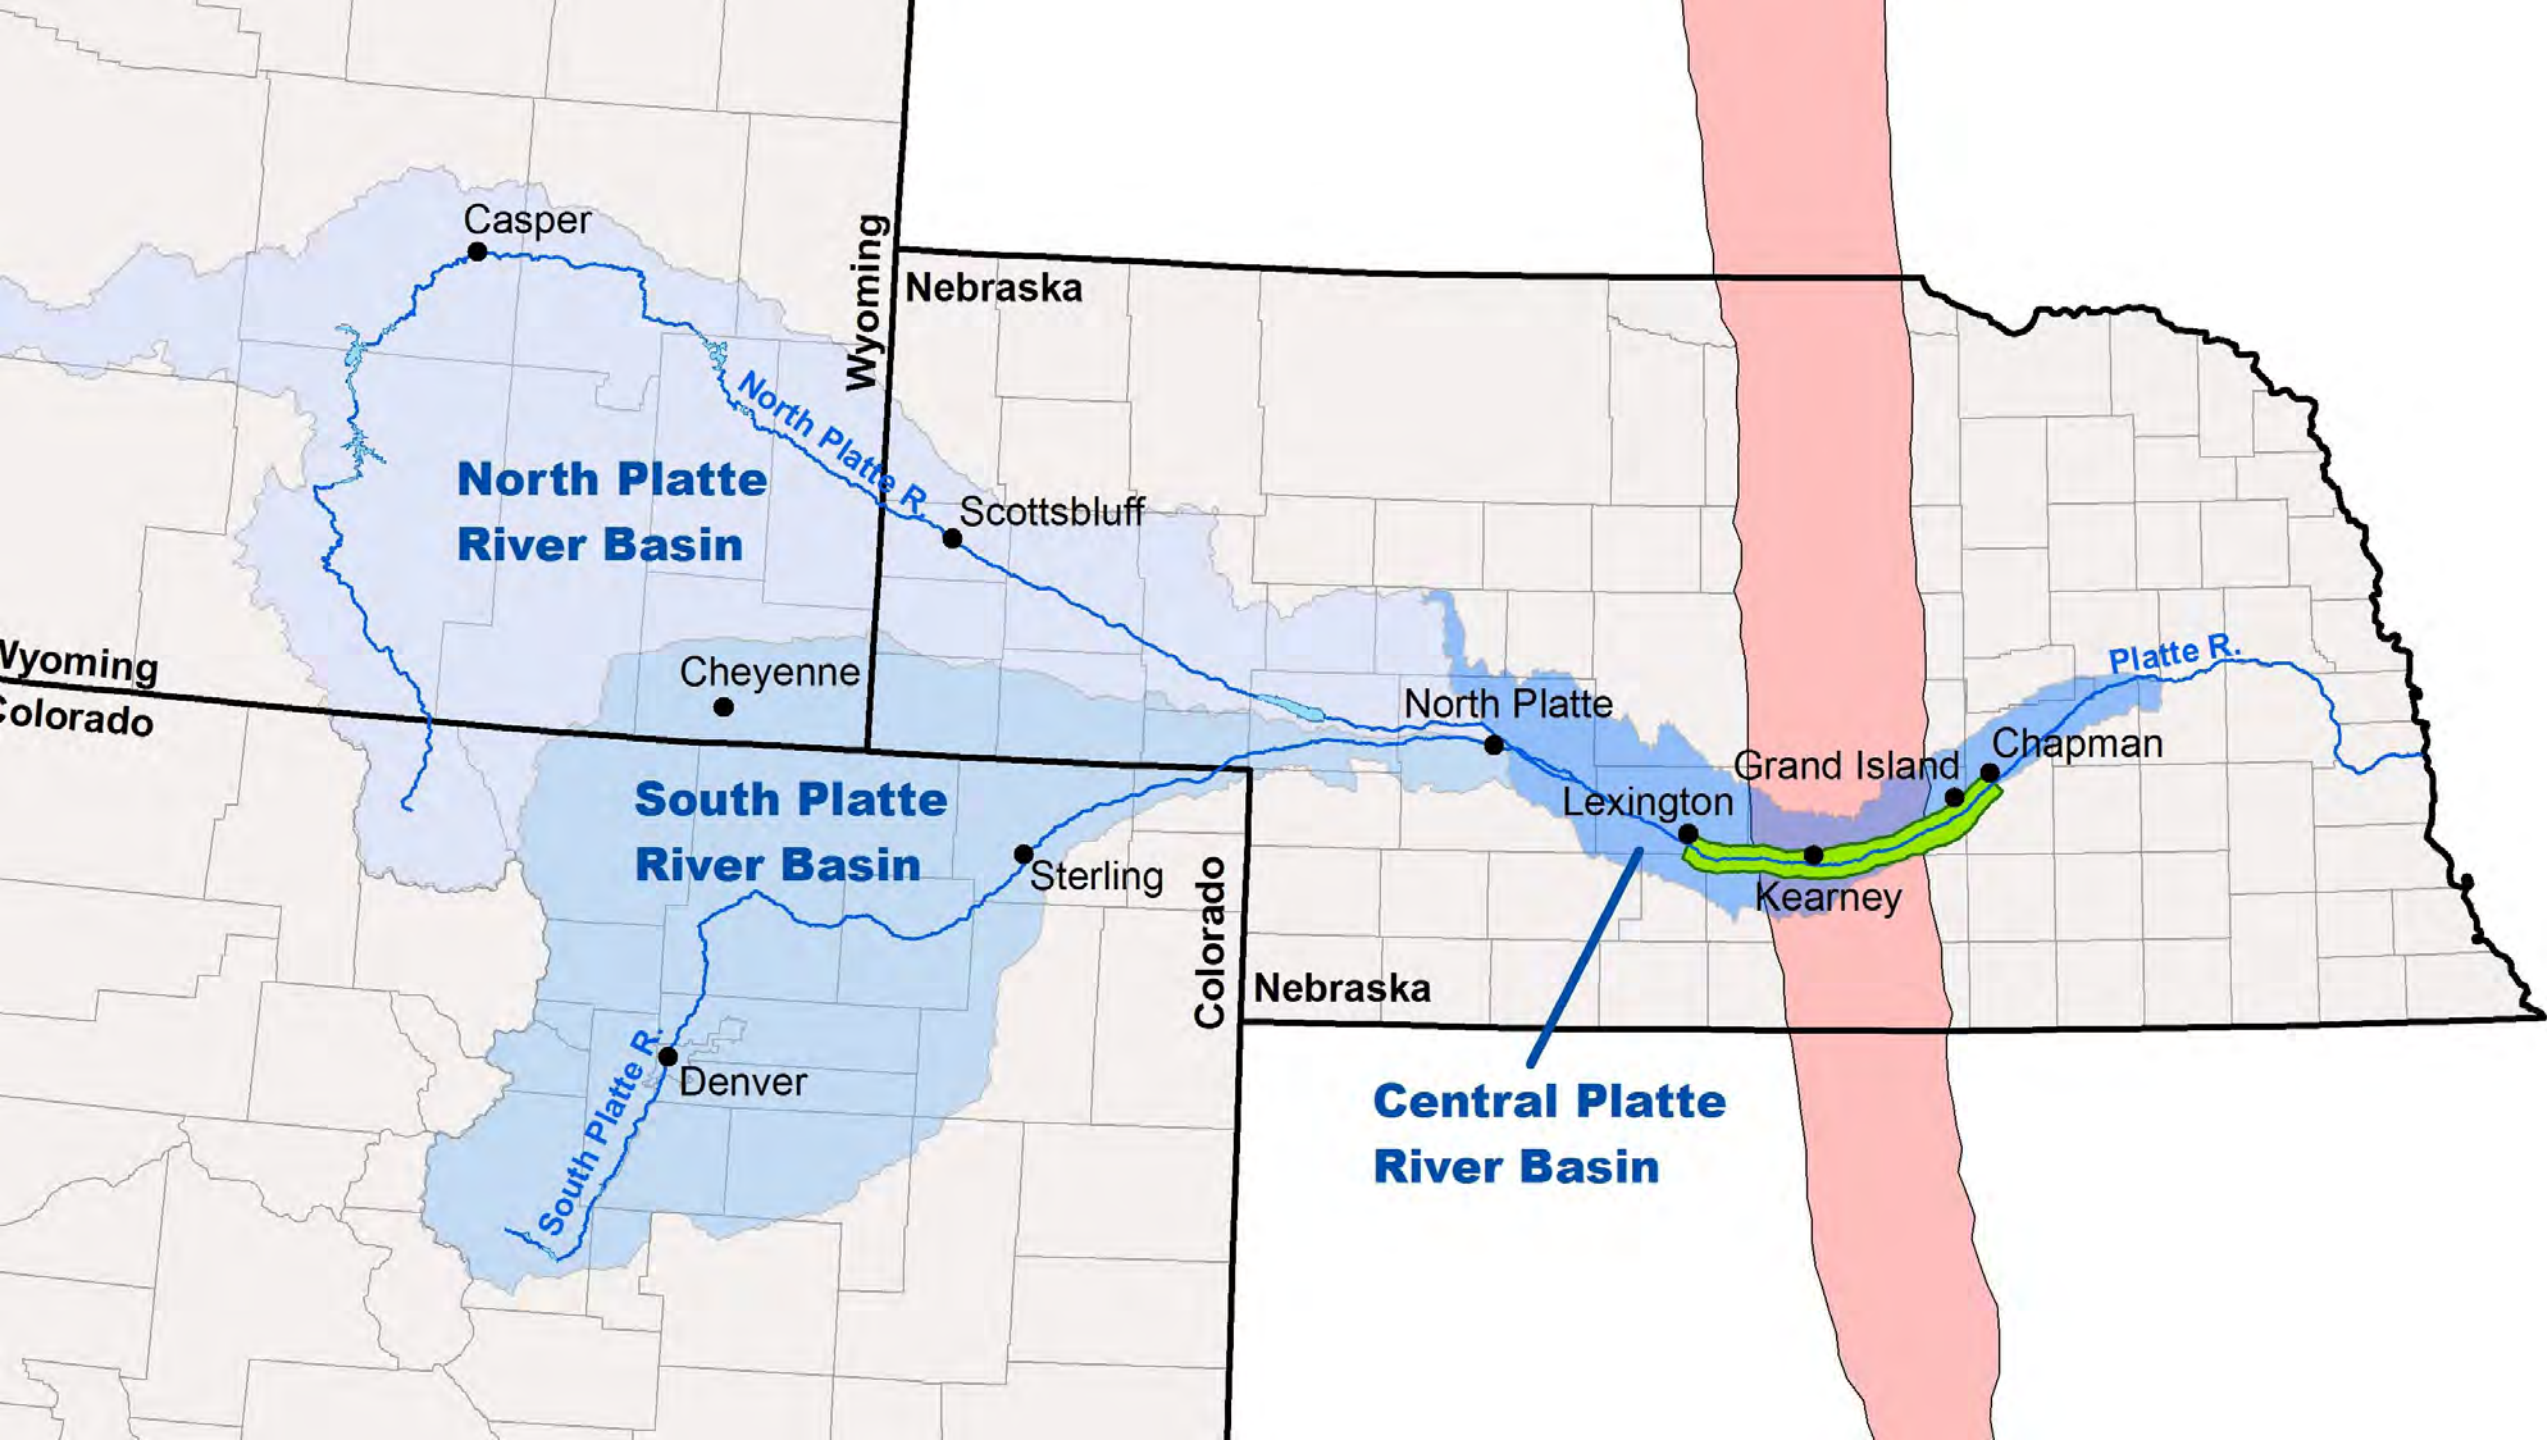 Casper
Wyoming
Nebraska
North Platte R.
North Platte
River Basin
Scottsbluff
Wyoming
Colorado
Cheyenne
Platte R.
North Platte
Grand Island
Chapman
Lexington
South Platte
River Basin
Sterling
Kearney
Colorado
Nebraska
South Platte R.
Denver
Central Platte
River Basin